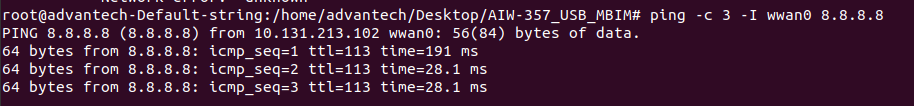 Network error: 'unknown'
root@advantech-Default-string:/home/advantech/Desktop/AIW-357_USB_MBIM# ping -c 3 -I wwan0 8.8.8.8
PING 8.8.8.8 (8.8.8.8) from 10.131.213.102 wwan0: 56(84) bytes of data.
64 bytes from 8.8.8.8: icmp_seq=1 ttl=113 time=191 ms
64 bytes from 8.8.8.8: icmp_seq=2 ttl=113 time=28.1 ms
64 bytes from 8.8.8.8: icmp_seq=3 ttl=113 time=28.1 ms